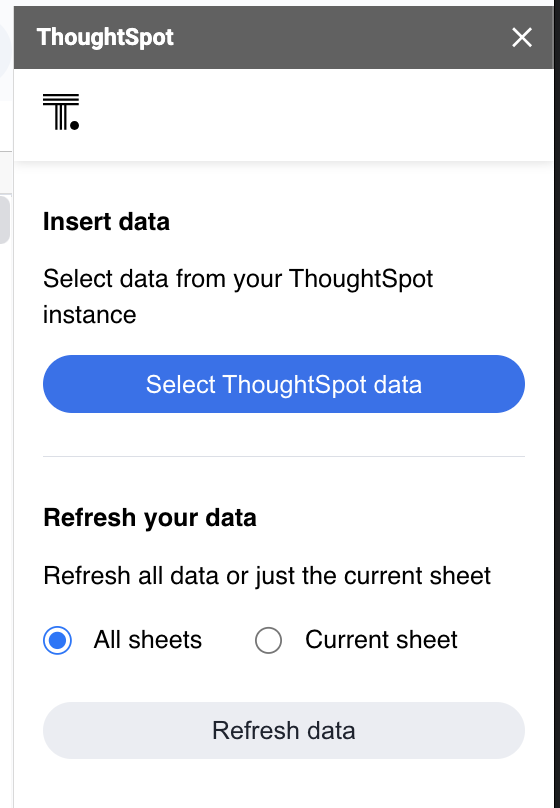 ThoughtSpot
T.
Insert data
Select data from your ThoughtSpot
instance
Select ThoughtSpot data
Refresh your data
Refresh all data or just the current sheet
All sheets
Current sheet
Refresh data